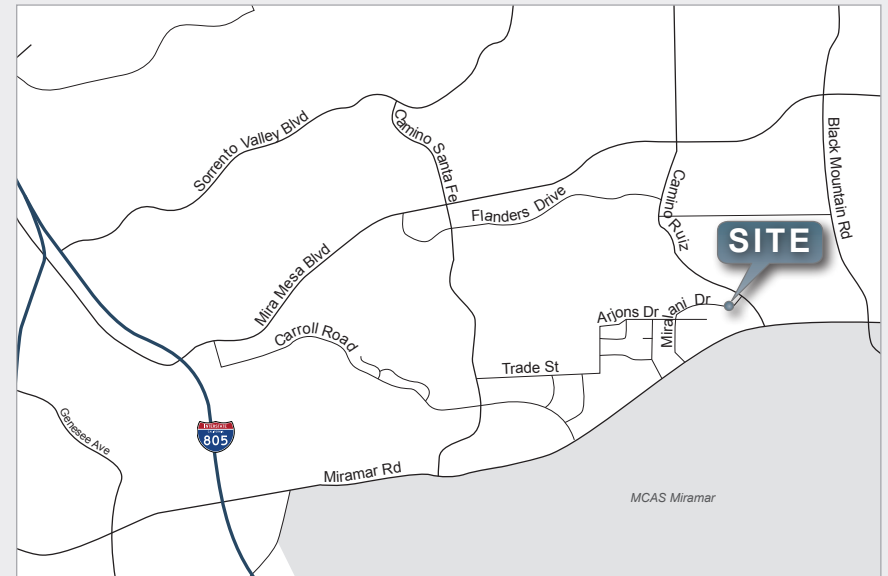 Sorrento Valley Blvd
Camino Santa Fe
Black Mountain Rd
Camino Ruiz
Flanders Drive
SITE
Mira Mesa Blvd
Miralani Dr
Arjons Dr
Carroll Road
Trade St
Genesee Ave
INTERSTATE
805
Miramar Rd
MCAS Miramar